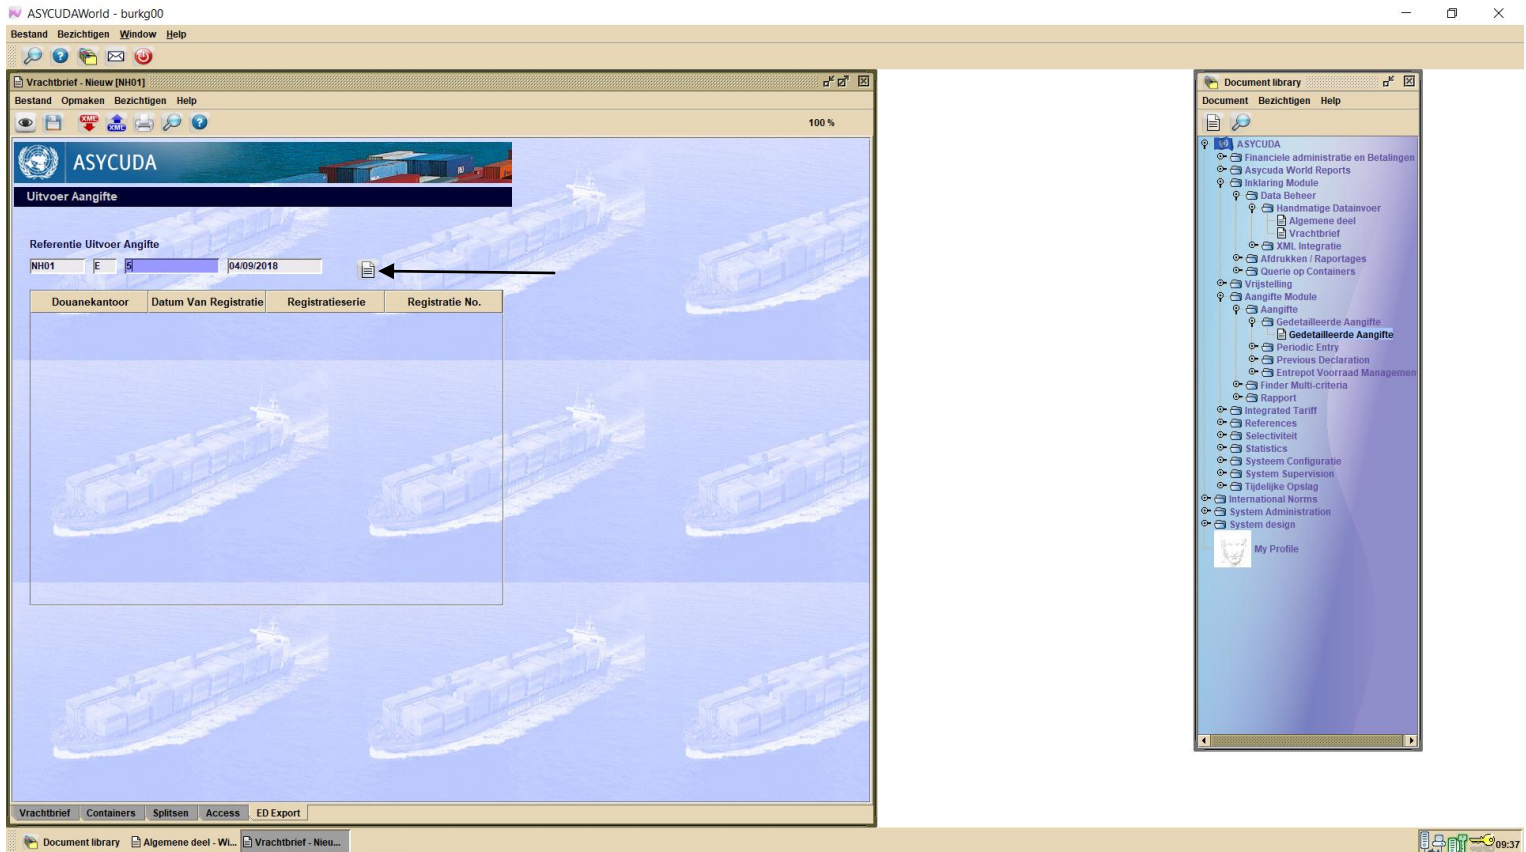 ASYCUDAWorld - burkg00
Bestand Bezichtigen Window Help
Vrachtbrief - Nieuw [NH01]
Bestand Opmaken Bezichtigen Help
XML XML
100 %
ASYCUDA
Uitvoer Aangifte
Referentie Uitvoer Angifte
NH01 E 5 04/09/2018
Douanekantoor Datum Van Registratie Registratieserie Registratie No.
Vrachtbrief Containers Splitsen Access ED Export
Document library
Document Bezichtigen Help
ASYCUDA
Financiele administratie en Betalingen
Asycuda World Reports
Inklaring Module
Data Beheer
Handmatige Datainvoer
Algemene deel
Vrachtbrief
XML Integratie
Afdrukken / Raportages
Querie op Containers
Vrijstelling
Aangifte Module
Aangifte
Gedetailleerde Aangifte
Gedetailleerde Aangifte
Periodic Entry
Previous Declaration
Entrepot Voorraad Managemen
Finder Multi-criteria
Rapport
Integrated Tariff
References
Selectiviteit
Statistics
Systeem Configuratie
System Supervision
Tijdelijke Opslag
International Norms
System Administration
System design
My Profile
Document library Algemene deel - Wi... Vrachtbrief - Nieu...
09:37